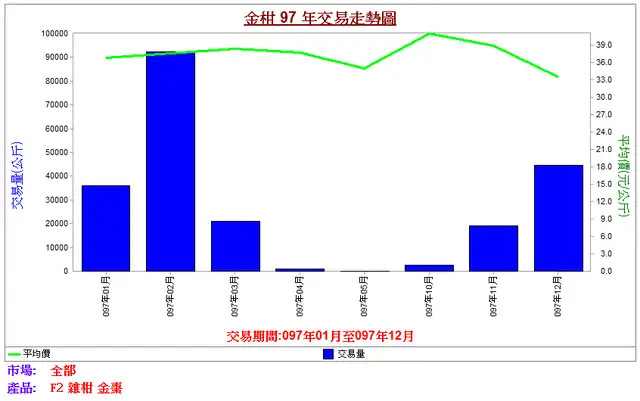 金柑 97 年交易走勢圖
交易量(公斤)
100000
90000
80000
70000
60000
50000
40000
30000
20000
10000
0
39.0
36.0
33.0
30.0
27.0
24.0
21.0
18.0
15.0
12.0
9.0
6.0
3.0
0.0
平均價(元/公斤)
097年01月
097年02月
097年03月
097年04月
097年05月
097年10月
097年11月
097年12月
交易期間:097年01月至097年12月
平均價
交易量
市場: 全部
產品: F2 雜柑 金棗